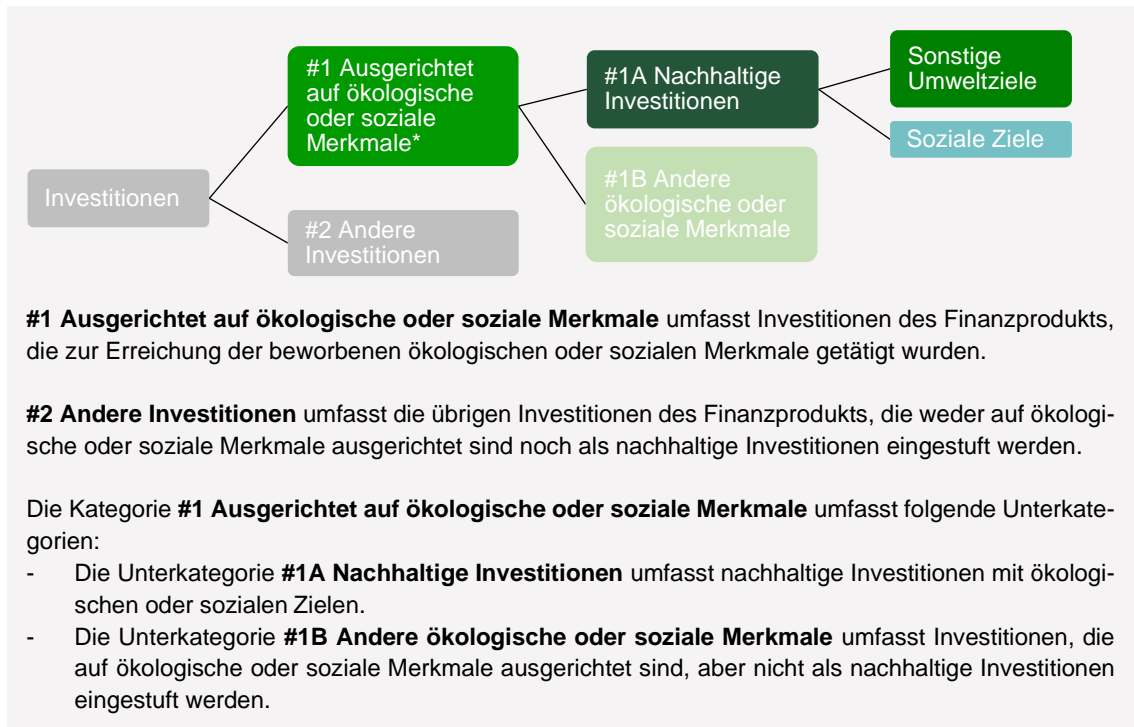 #1 Ausgerichtet
auf ökologische
oder soziale
Merkmale*
#1A Nachhaltige
Investitionen
Sonstige
Umweltziele
Soziale Ziele
Investitionen
#1B Andere
ökologische oder
soziale Merkmale
#2 Andere
Investitionen
#1 Ausgerichtet auf ökologische oder soziale Merkmale umfasst Investitionen des Finanzprodukts,
die zur Erreichung der beworbenen ökologischen oder sozialen Merkmale getätigt wurden.
#2 Andere Investitionen umfasst die übrigen Investitionen des Finanzprodukts, die weder auf ökologi-
sche oder soziale Merkmale ausgerichtet sind noch als nachhaltige Investitionen eingestuft werden.
Die Kategorie #1 Ausgerichtet auf ökologische oder soziale Merkmale umfasst folgende Unterkate-
gorien:
- Die Unterkategorie #1A Nachhaltige Investitionen umfasst nachhaltige Investitionen mit ökologi-
schen oder sozialen Zielen.
- Die Unterkategorie #1B Andere ökologische oder soziale Merkmale umfasst Investitionen, die
auf ökologische oder soziale Merkmale ausgerichtet sind, aber nicht als nachhaltige Investitionen
eingestuft werden.